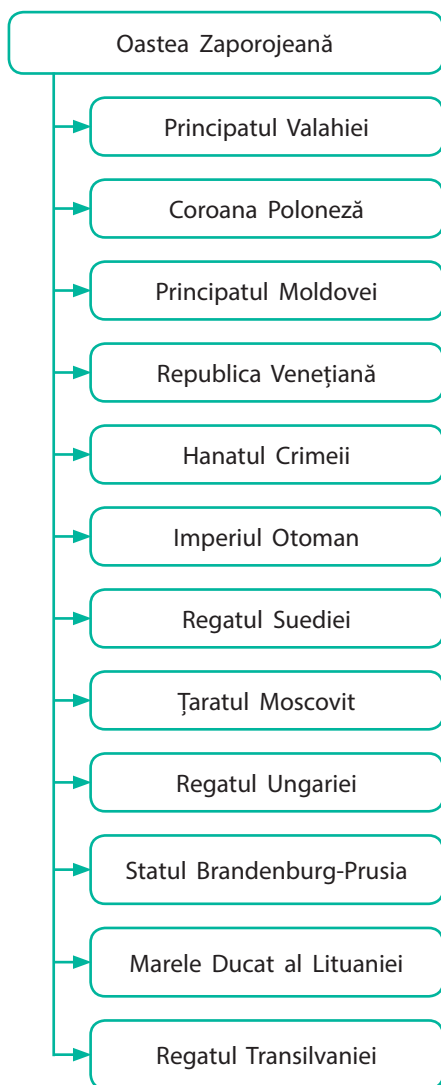 Oastea Zaporojeană
Principatul Valahiei
Coroana Poloneză
Principatul Moldovei
Republica Venețiană
Hanatul Crimeii
Imperiul Otoman
Regatul Suediei
Țaratul Moscovit
Regatul Ungariei
Statul Brandenburg-Prusia
Marele Ducat al Lituaniei
Regatul Transilvaniei